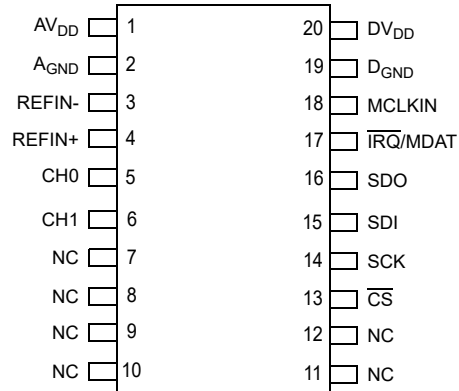 AVDD 1 20 DVDD
AGND 2 19 DGND
REFIN- 3 18 MCLKIN
REFIN+ 4 17 I̅R̅Q̅/MDAT
CH0 5 16 SDO
CH1 6 15 SDI
NC 7 14 SCK
NC 8 13 C̅S̅
NC 9 12 NC
NC 10 11 NC